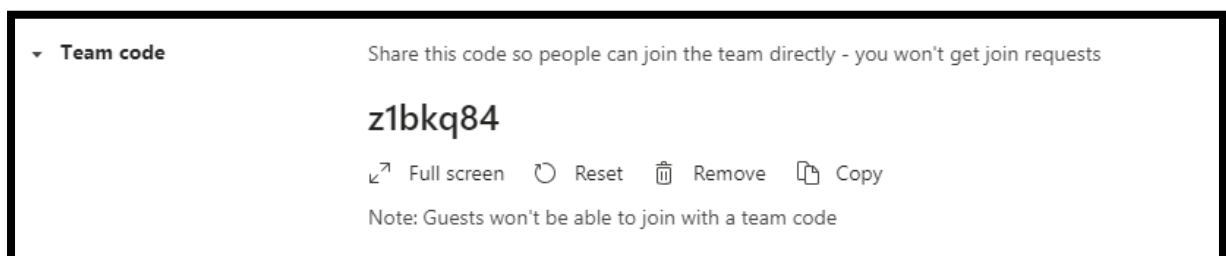 Team code Share this code so people can join the team directly - you won't get join requests
z1bkq84
Full screen Reset Remove Copy
Note: Guests won't be able to join with a team code